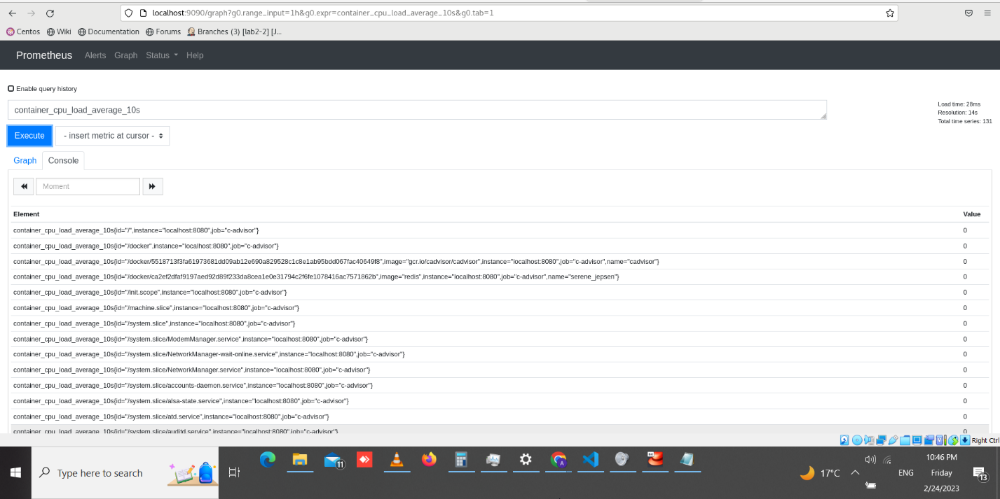 localhost:9090/graph?g0.range_input=1h&g0.expr=container_cpu_load_average_10s&g0.tab=1
Centos Wiki Documentation Forums Branches (3) [lab2-2] [J...
Prometheus Alerts Graph Status Help
Enable query history
container_cpu_load_average_10s
Load time: 28ms
Resolution: 14s
Total time series: 131
Execute - insert metric at cursor -
Graph Console
Moment
Element Value
container_cpu_load_average_10s{id="/",instance="localhost:8080",job="c-advisor"} 0
container_cpu_load_average_10s{id="/docker",instance="localhost:8080",job="c-advisor"} 0
container_cpu_load_average_10s{id="/docker/5518713f3fa61973681dd09ab12e690a829528c1c8e1ab95bdd067fac40649f8",image="gcr.io/cadvisor/cadvisor",instance="localhost:8080",job="c-advisor",name="cadvisor"} 0
container_cpu_load_average_10s{id="/docker/ca2ef2dfaf9197aed92d89f233da8cea1e0e31794c2f6fe1078416ac7571862b",image="redis",instance="localhost:8080",job="c-advisor",name="serene_jepsen"} 0
container_cpu_load_average_10s{id="/init.scope",instance="localhost:8080",job="c-advisor"} 0
container_cpu_load_average_10s{id="/machine.slice",instance="localhost:8080",job="c-advisor"} 0
container_cpu_load_average_10s{id="/system.slice",instance="localhost:8080",job="c-advisor"} 0
container_cpu_load_average_10s{id="/system.slice/ModemManager.service",instance="localhost:8080",job="c-advisor"} 0
container_cpu_load_average_10s{id="/system.slice/NetworkManager-wait-online.service",instance="localhost:8080",job="c-advisor"} 0
container_cpu_load_average_10s{id="/system.slice/NetworkManager.service",instance="localhost:8080",job="c-advisor"} 0
container_cpu_load_average_10s{id="/system.slice/accounts-daemon.service",instance="localhost:8080",job="c-advisor"} 0
container_cpu_load_average_10s{id="/system.slice/alsa-state.service",instance="localhost:8080",job="c-advisor"} 0
container_cpu_load_average_10s{id="/system.slice/atd.service",instance="localhost:8080",job="c-advisor"} 0
container_cpu_load_average_10s{id="/system.slice/auditd.service",instance="localhost:8080",job="c-advisor"} 0
Right Ctrl
Type here to search
11
A
17°C
ENG
10:46 PM
Friday
2/24/2023
13